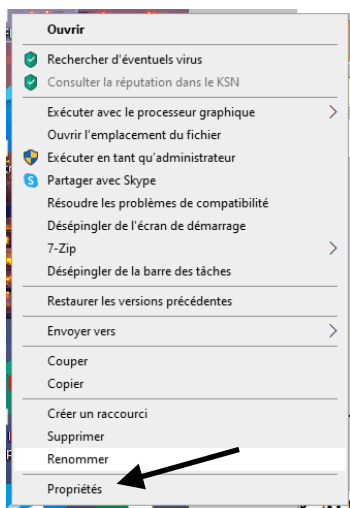 Ouvrir
Rechercher d'éventuels virus
Consulter la réputation dans le KSN
Exécuter avec le processeur graphique
Ouvrir l'emplacement du fichier
Exécuter en tant qu'administrateur
Partager avec Skype
Résoudre les problèmes de compatibilité
Désépingler de l'écran de démarrage
7-Zip
Désépingler de la barre des tâches
Restaurer les versions précédentes
Envoyer vers
Couper
Copier
Créer un raccourci
Supprimer
Renommer
Propriétés